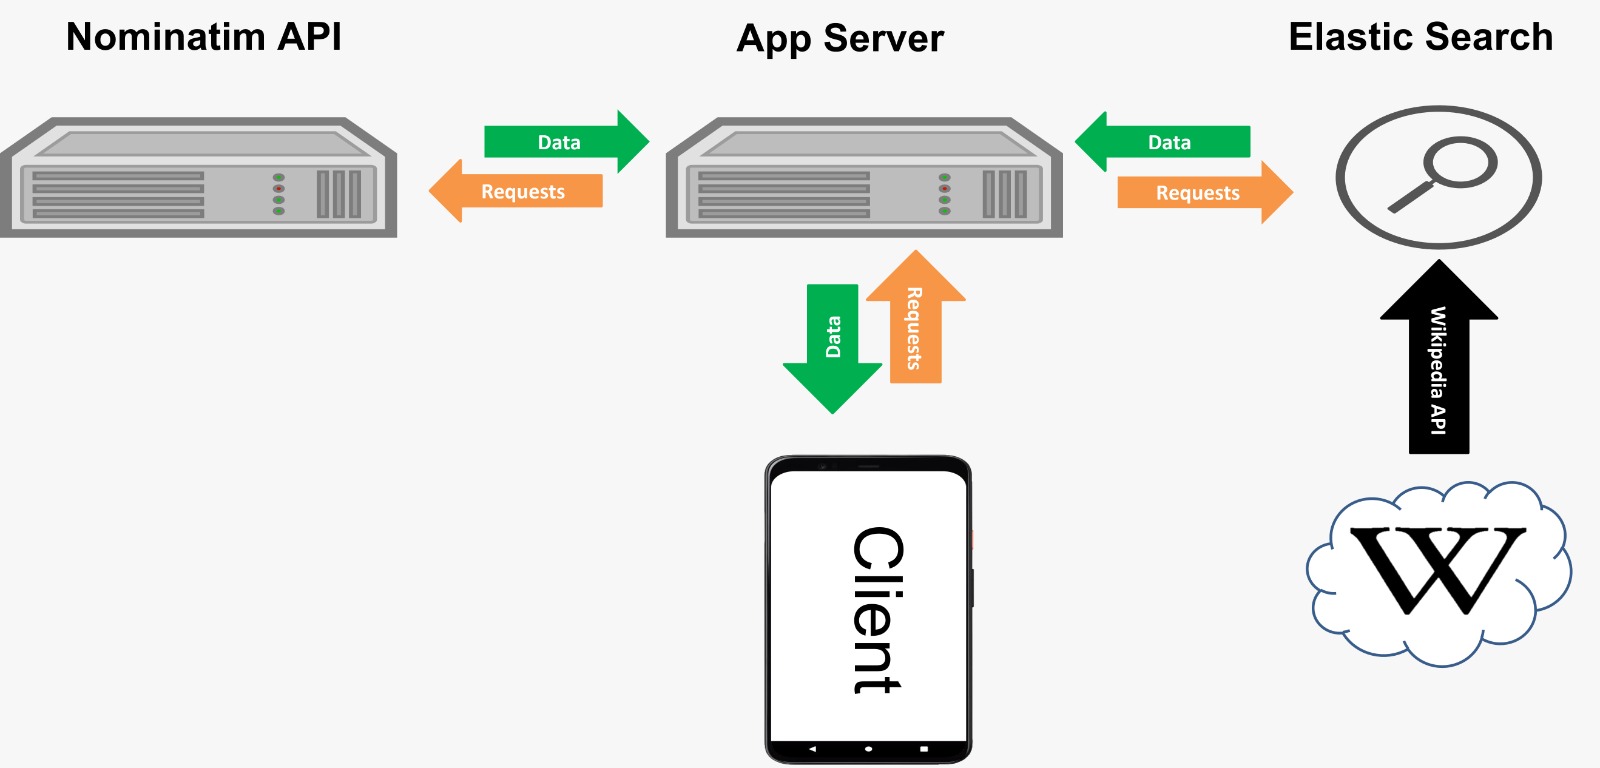 Nominatim API
App Server
Elastic Search
Data
Requests
Data
Requests
Data
Requests
Wikipedia API
Client
W